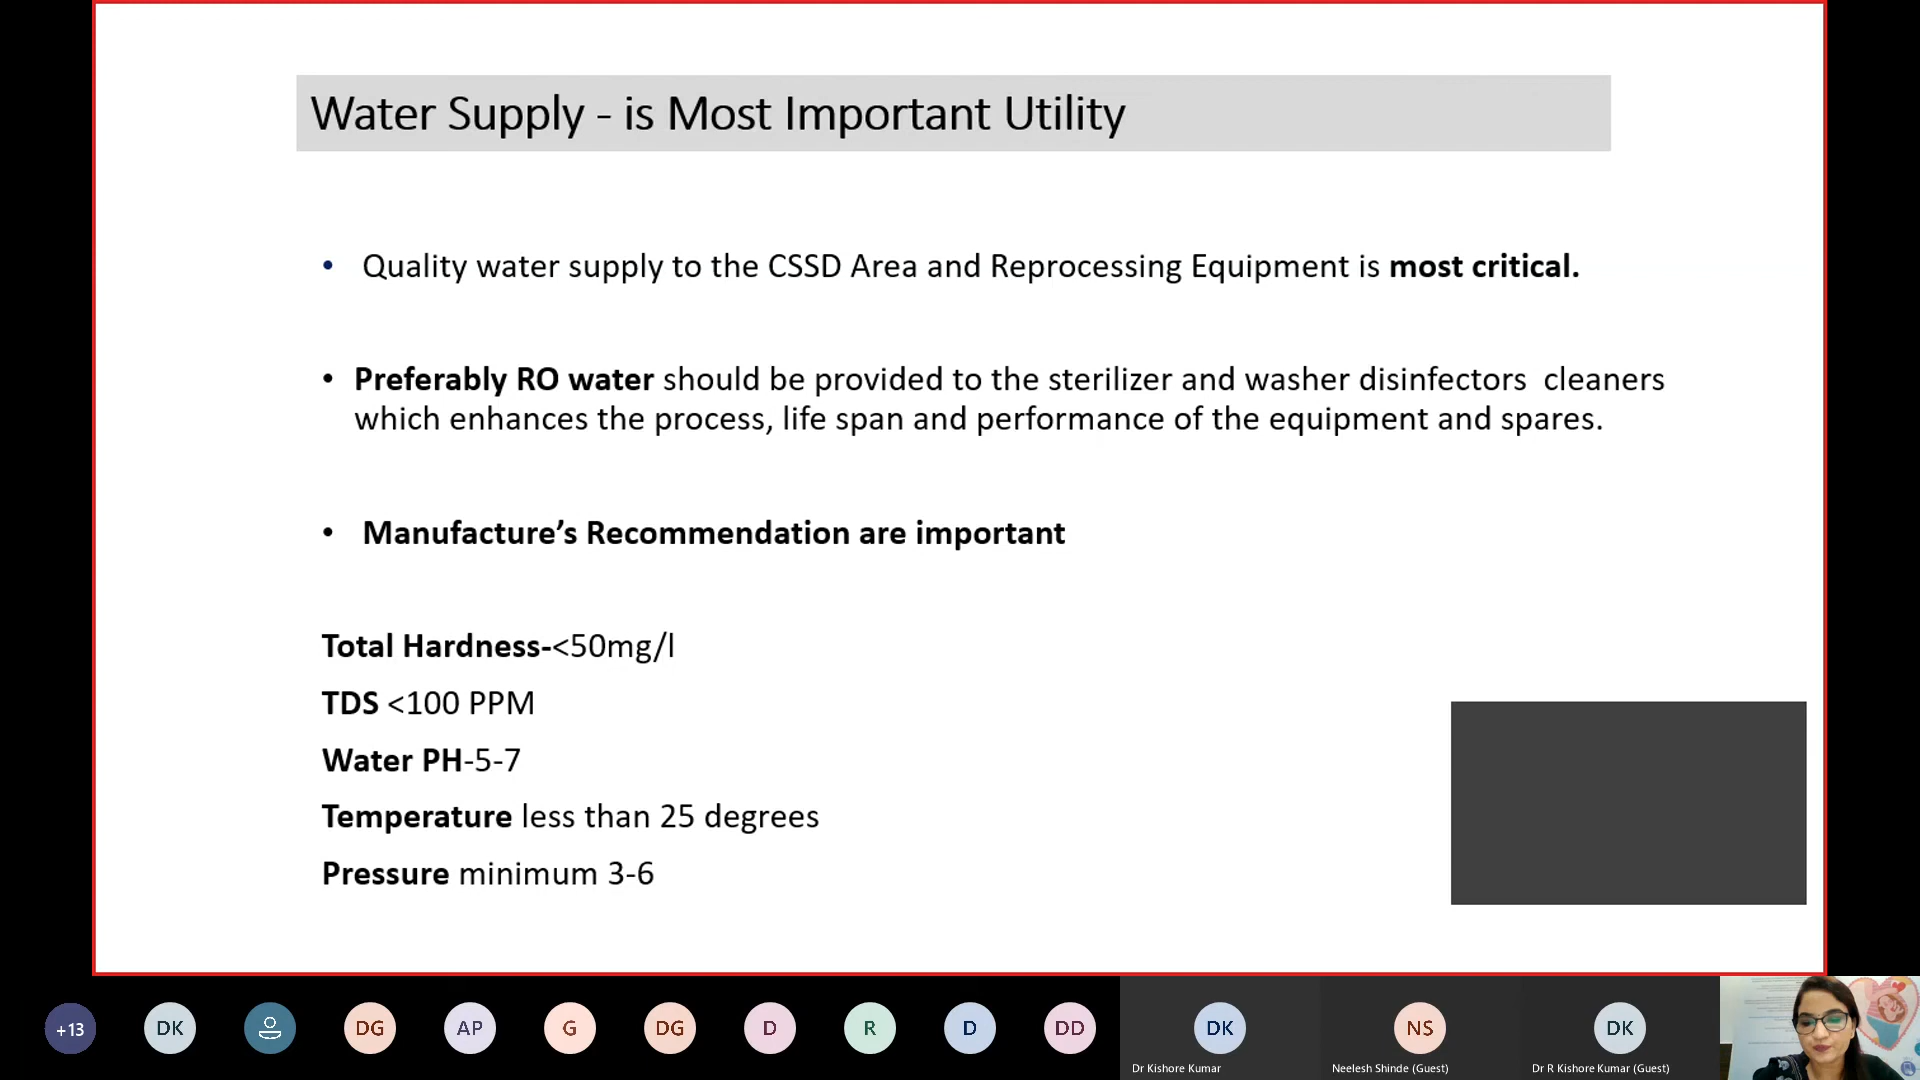 Water Supply - is Most Important Utility
• Quality water supply to the CSSD Area and Reprocessing Equipment is most critical.
• Preferably RO water should be provided to the sterilizer and washer disinfectors cleaners
which enhances the process, life span and performance of the equipment and spares.
• Manufacture’s Recommendation are important
Total Hardness-<50mg/l
TDS <100 PPM
Water PH-5-7
Temperature less than 25 degrees
Pressure minimum 3-6
+13 DK DG AP G DG D R D DD DK NS DK
Dr Kishore Kumar Neelesh Shinde (Guest) Dr R Kishore Kumar (Guest)